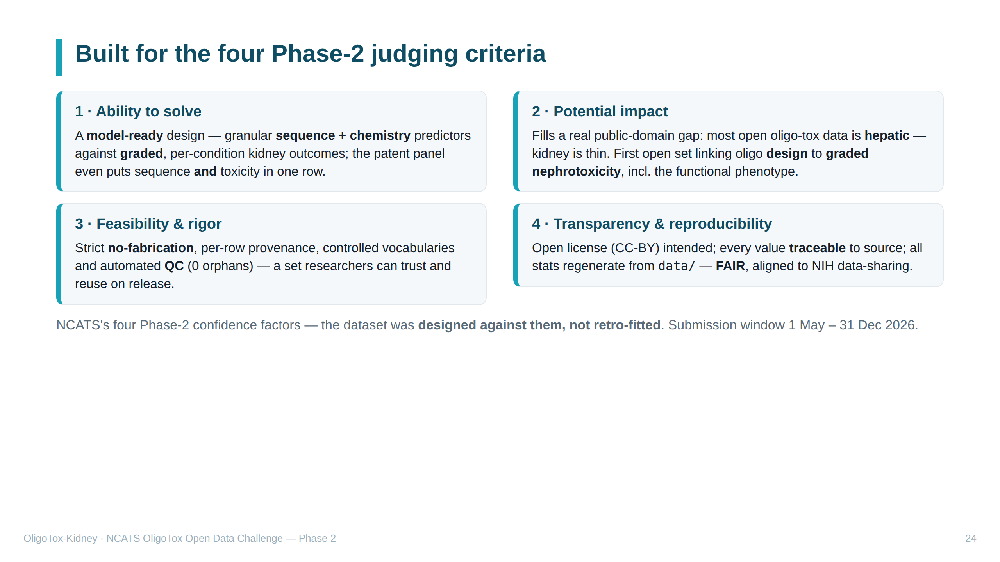 Built for the four Phase-2 judging criteria
1 · Ability to solve
A model-ready design — granular sequence + chemistry predictors
against graded, per-condition kidney outcomes; the patent panel
even puts sequence and toxicity in one row.
2 · Potential impact
Fills a real public-domain gap: most open oligo-tox data is hepatic —
kidney is thin. First open set linking oligo design to graded
nephrotoxicity, incl. the functional phenotype.
3 · Feasibility & rigor
Strict no-fabrication, per-row provenance, controlled vocabularies
and automated QC (0 orphans) — a set researchers can trust and
reuse on release.
4 · Transparency & reproducibility
Open license (CC-BY) intended; every value traceable to source; all
stats regenerate from data/ — FAIR, aligned to NIH data-sharing.
NCATS's four Phase-2 confidence factors — the dataset was designed against them, not retro-fitted. Submission window 1 May – 31 Dec 2026.
OligoTox-Kidney · NCATS OligoTox Open Data Challenge — Phase 2
24